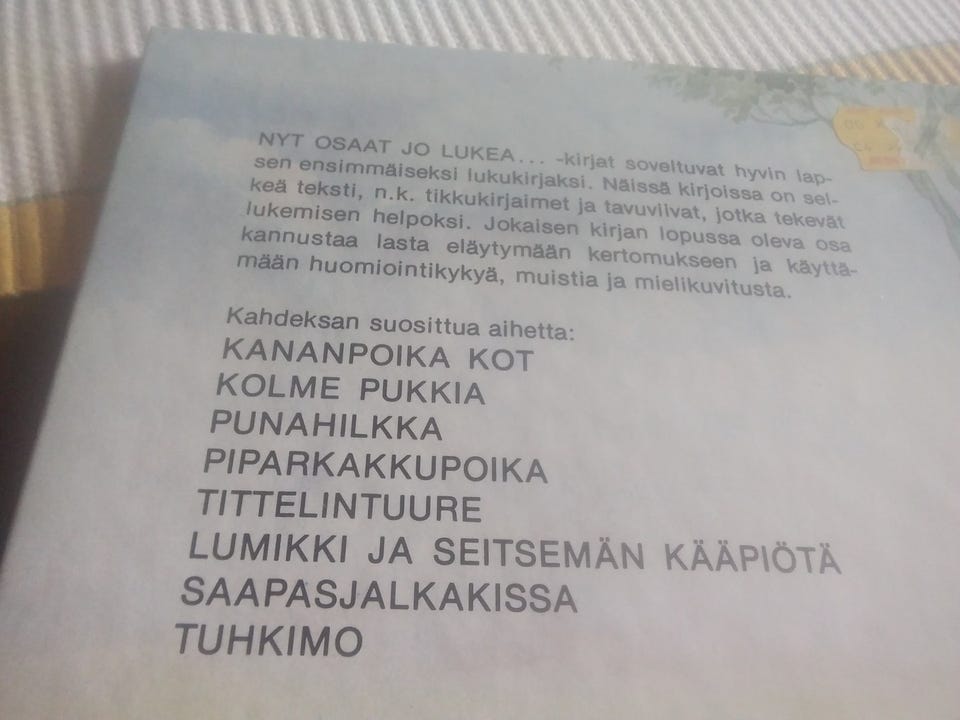 NYT OSAAT JO LUKEA... -kirjat soveltuvat hyvin lap-
sen ensimmäiseksi lukukirjaksi. Näissä kirjoissa on sel-
keä teksti, n.k. tikkukirjaimet ja tavuviivat, jotka tekevät
lukemisen helpoksi. Jokaisen kirjan lopussa oleva osa
kannustaa lasta eläytymään kertomukseen ja käyttä-
mään huomiointikykyä, muistia ja mielikuvitusta.
Kahdeksan suosittua aihetta:
KANANPOIKA KOT
KOLME PUKKIA
PUNAHILKKA
PIPARKAKKUPOIKA
TITTELINTUURE
LUMIKKI JA SEITSEMÄN KÄÄPIÖTÄ
SAAPASJALKAKISSA
TUHKIMO